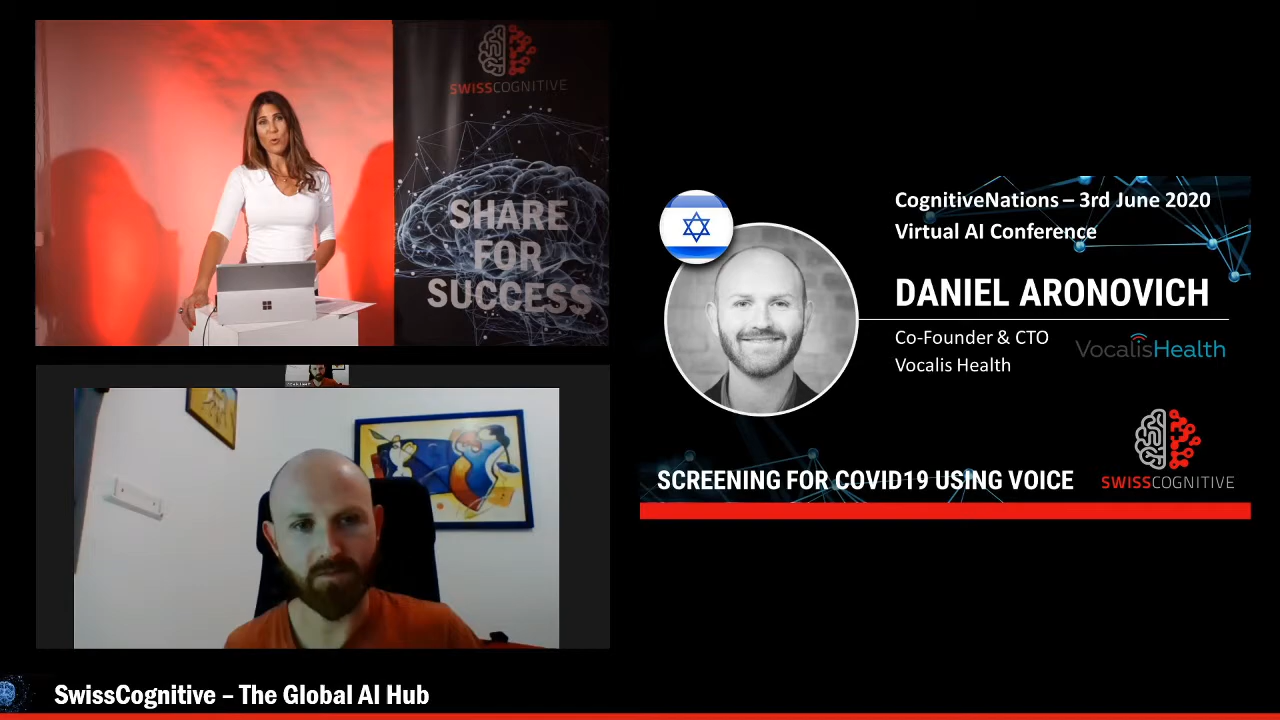 SWISSCOGNITIVE
SHARE
FOR
SUCCESS
CognitiveNations – 3rd June 2020
Virtual AI Conference
DANIEL ARONOVICH
Co-Founder & CTO
Vocalis Health
VocalisHealth
SCREENING FOR COVID19 USING VOICE
SWISSCOGNITIVE
SwissCognitive – The Global AI Hub